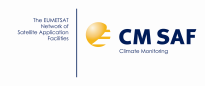 The EUMETSAT
Network of
Satellite Application
Facilities
CM SAF
Climate Monitoring